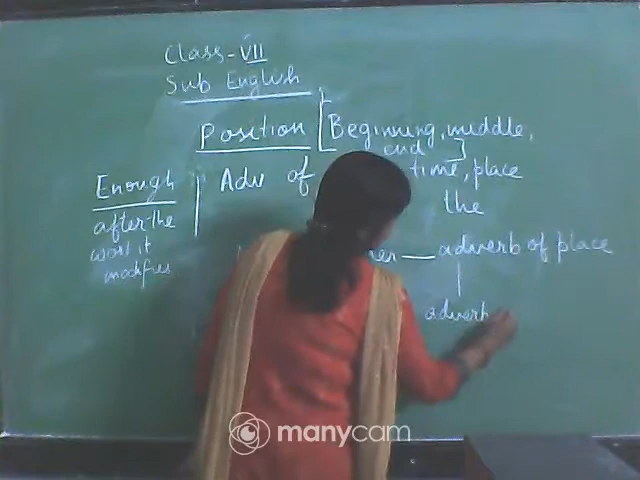 Class-VII
Sub English
Position [Beginning, middle,
end ]
Enough
after the
word it
modifies
Adv of time, place
the
adverb of place
adverb
manycam